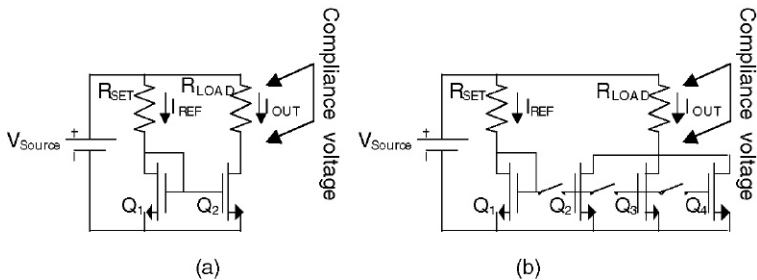 Compliance voltage
R_SET
R_LOAD
I_REF
I_OUT
V_Source
+
Q_1
Q_2
(a)
Compliance voltage
R_SET
R_LOAD
I_REF
I_OUT
V_Source
+
Q_1
Q_2
Q_3
Q_4
(b)